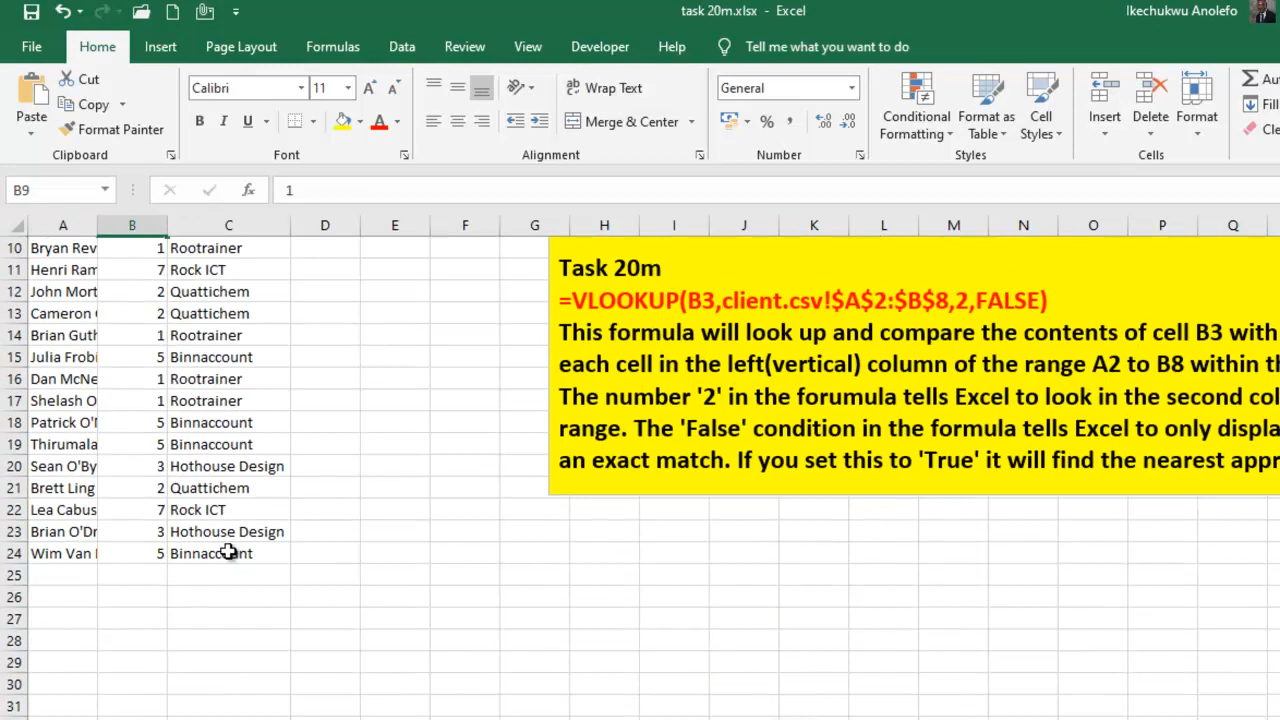 task 20m.xlsx - Excel
Ikechukwu Anolefo
File Home Insert Page Layout Formulas Data Review View Developer Help Tell me what you want to do
Paste
Cut
Copy
Format Painter
Clipboard
Calibri 11
B I U A
Font
Wrap Text
Merge & Center
Alignment
General
%
Number
Conditional Formatting
Format as Table
Cell Styles
Styles
Insert Delete Format
Cells
Σ Au
Fill
Cle
B9 fx 1
A B C D E F G H I J K L M N O P Q
10 Bryan Rev 1 Rootrainer
11 Henri Ram 7 Rock ICT
12 John Mort 2 Quattichem
13 Cameron 2 Quattichem
14 Brian Guth 1 Rootrainer
15 Julia Frobi 5 Binnaccount
16 Dan McNe 1 Rootrainer
17 Shelash O 1 Rootrainer
18 Patrick O'I 5 Binnaccount
19 Thirumala 5 Binnaccount
20 Sean O'By 3 Hothouse Design
21 Brett Ling 2 Quattichem
22 Lea Cabus 7 Rock ICT
23 Brian O'Dr 3 Hothouse Design
24 Wim Van 5 Binnaccount
25
26
27
28
29
30
31
Task 20m
=VLOOKUP(B3,client.csv!$A$2:$B$8,2,FALSE)
This formula will look up and compare the contents of cell B3 with
each cell in the left(vertical) column of the range A2 to B8 within th
The number '2' in the forumula tells Excel to look in the second col
range. The 'False' condition in the formula tells Excel to only displa
an exact match. If you set this to 'True' it will find the nearest appr